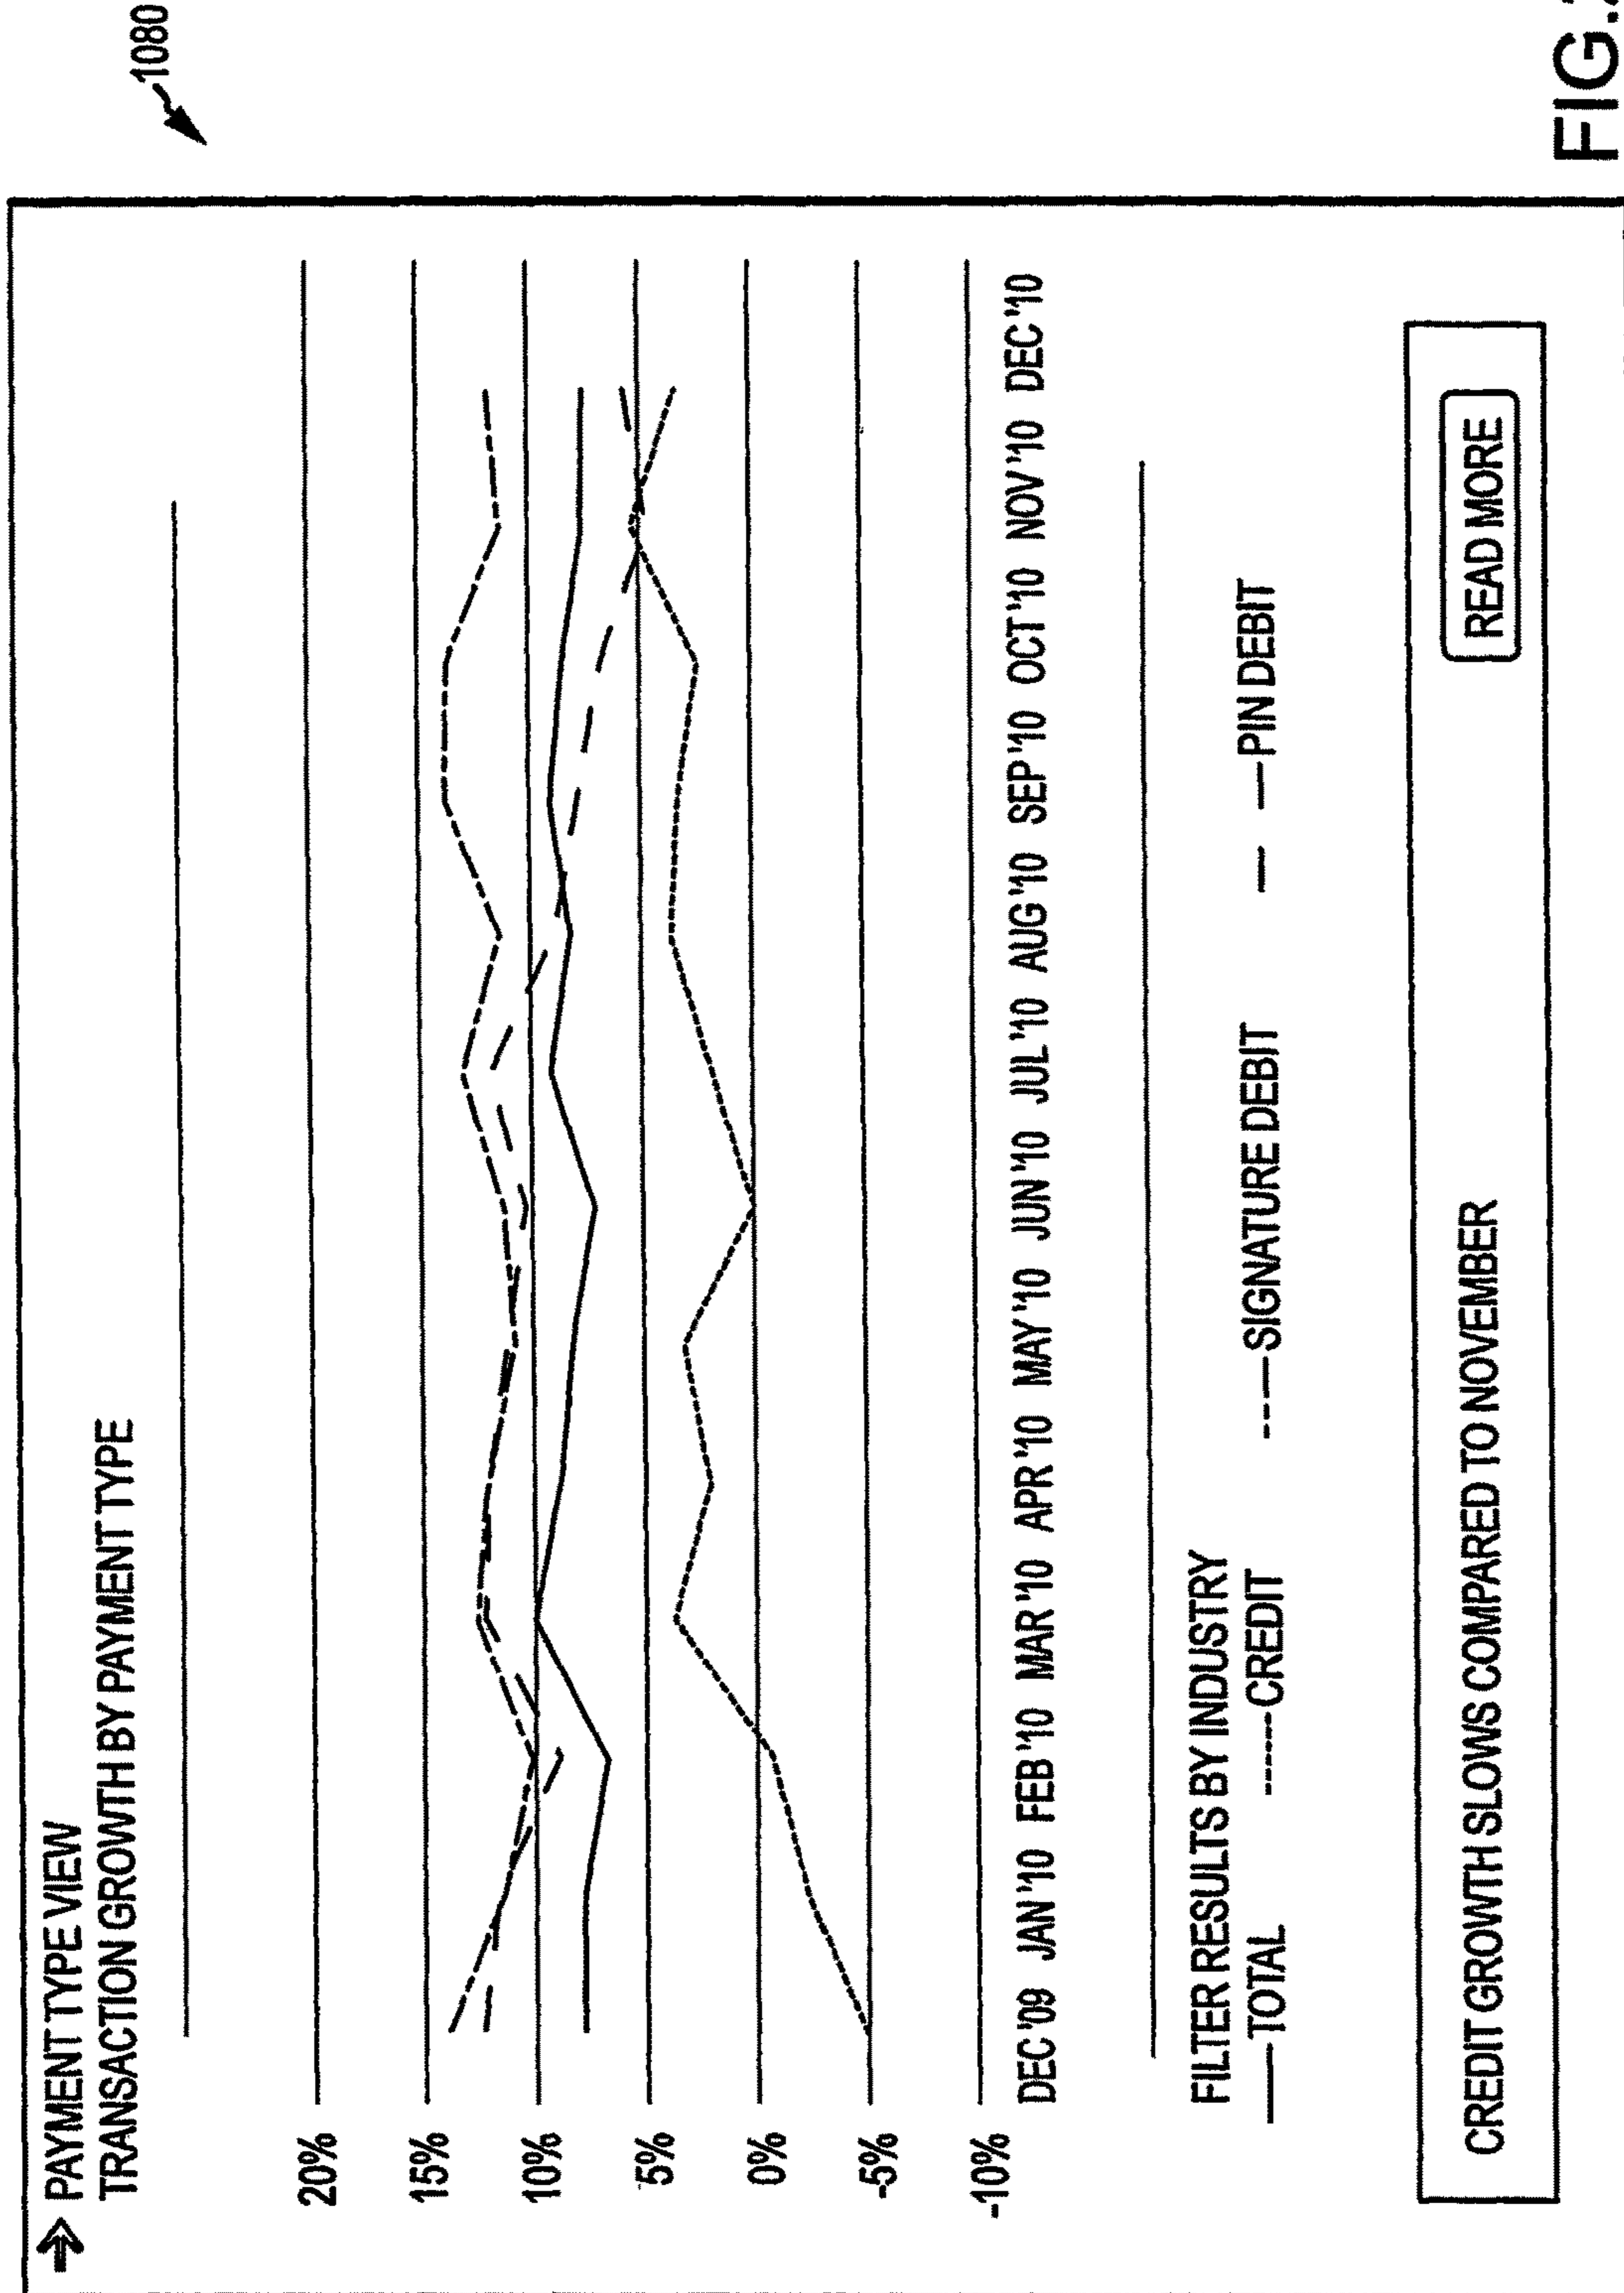 1080
PAYMENT TYPE VIEW
TRANSACTION GROWTH BY PAYMENT TYPE
20%
15%
10%
5%
0%
-5%
-10%
DEC '09 JAN '10 FEB '10 MAR '10 APR '10 MAY '10 JUN '10 JUL '10 AUG '10 SEP '10 OCT '10 NOV '10 DEC '10
FILTER RESULTS BY INDUSTRY
TOTAL CREDIT SIGNATURE DEBIT PIN DEBIT
CREDIT GROWTH SLOWS COMPARED TO NOVEMBER READ MORE
FIG.